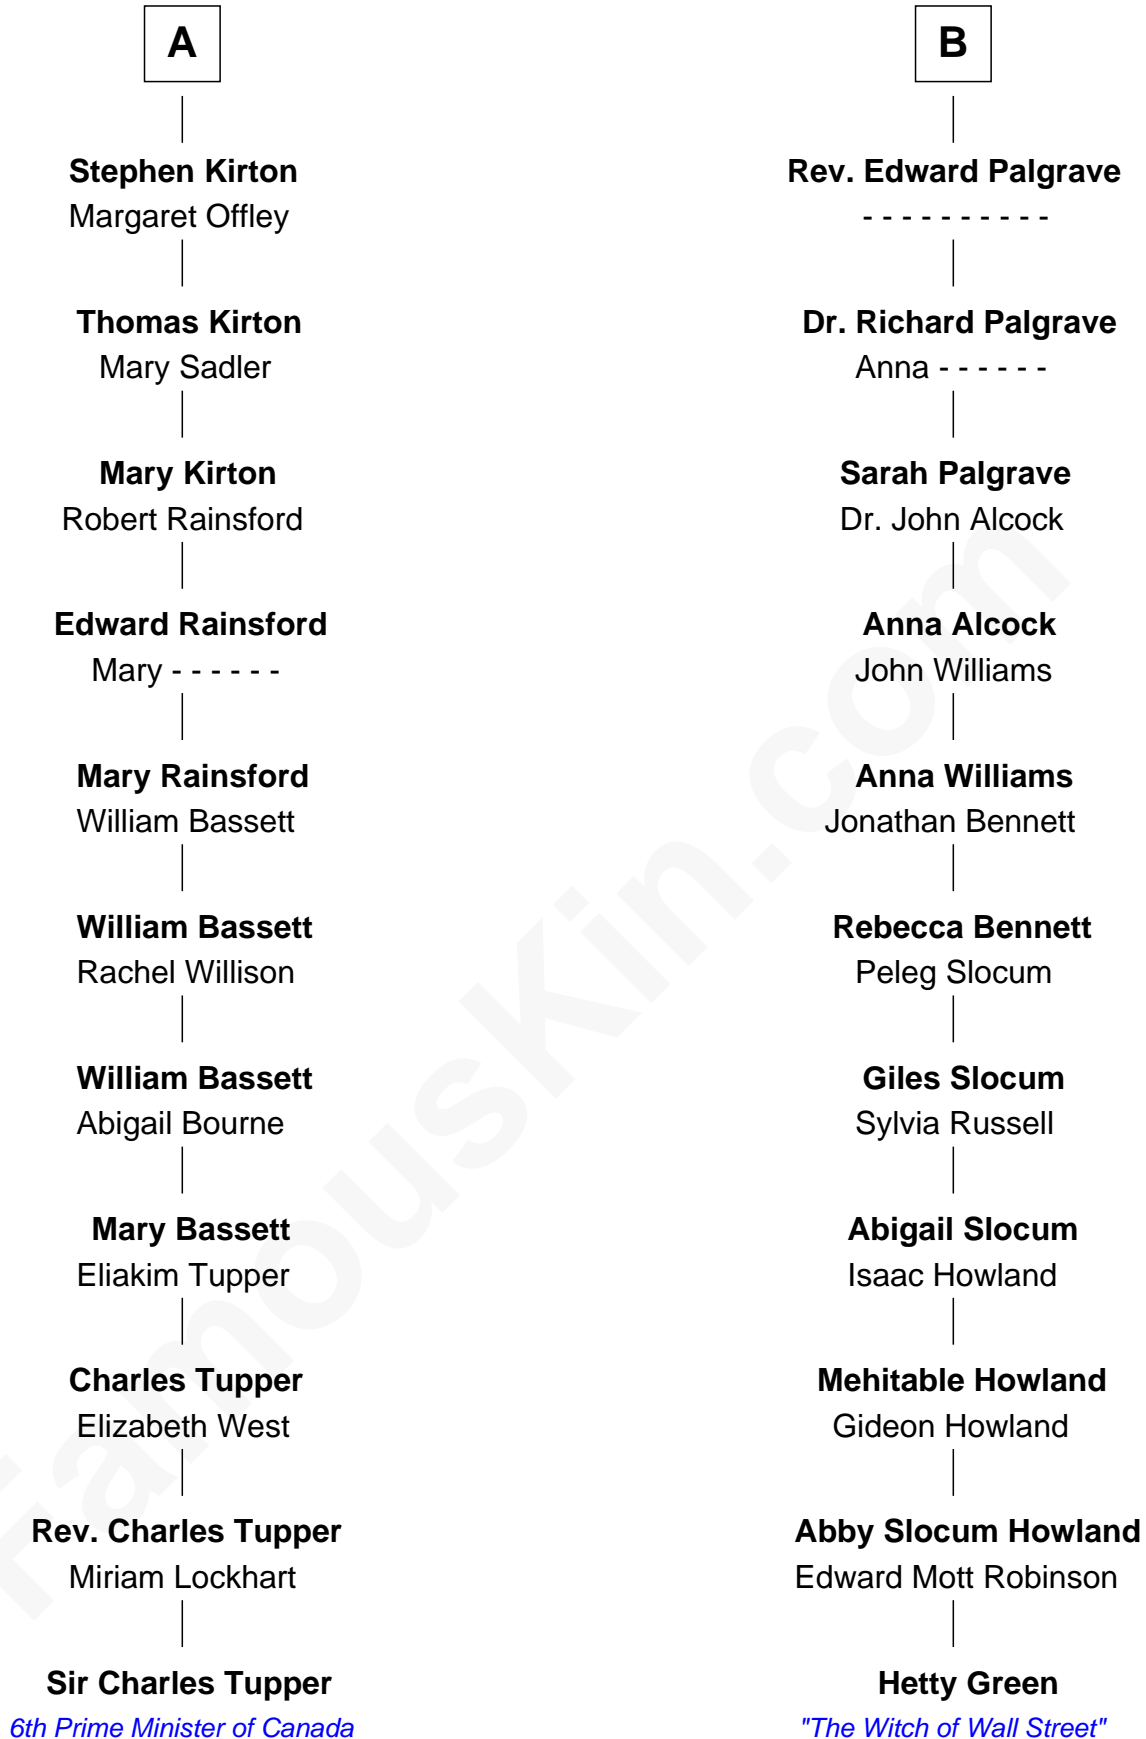 A
Stephen Kirton
Margaret Offley
Thomas Kirton
Mary Sadler
Mary Kirton
Robert Rainsford
Edward Rainsford
Mary - - - - - -
Mary Rainsford
William Bassett
William Bassett
Rachel Willison
William Bassett
Abigail Bourne
Mary Bassett
Eliakim Tupper
Charles Tupper
Elizabeth West
Rev. Charles Tupper
Miriam Lockhart
Sir Charles Tupper
6th Prime Minister of Canada
B
Rev. Edward Palgrave
- - - - - - - - - -
Dr. Richard Palgrave
Anna - - - - - -
Sarah Palgrave
Dr. John Alcock
Anna Alcock
John Williams
Anna Williams
Jonathan Bennett
Rebecca Bennett
Peleg Slocum
Giles Slocum
Sylvia Russell
Abigail Slocum
Isaac Howland
Mehitable Howland
Gideon Howland
Abby Slocum Howland
Edward Mott Robinson
Hetty Green
"The Witch of Wall Street"
FamousKin.com